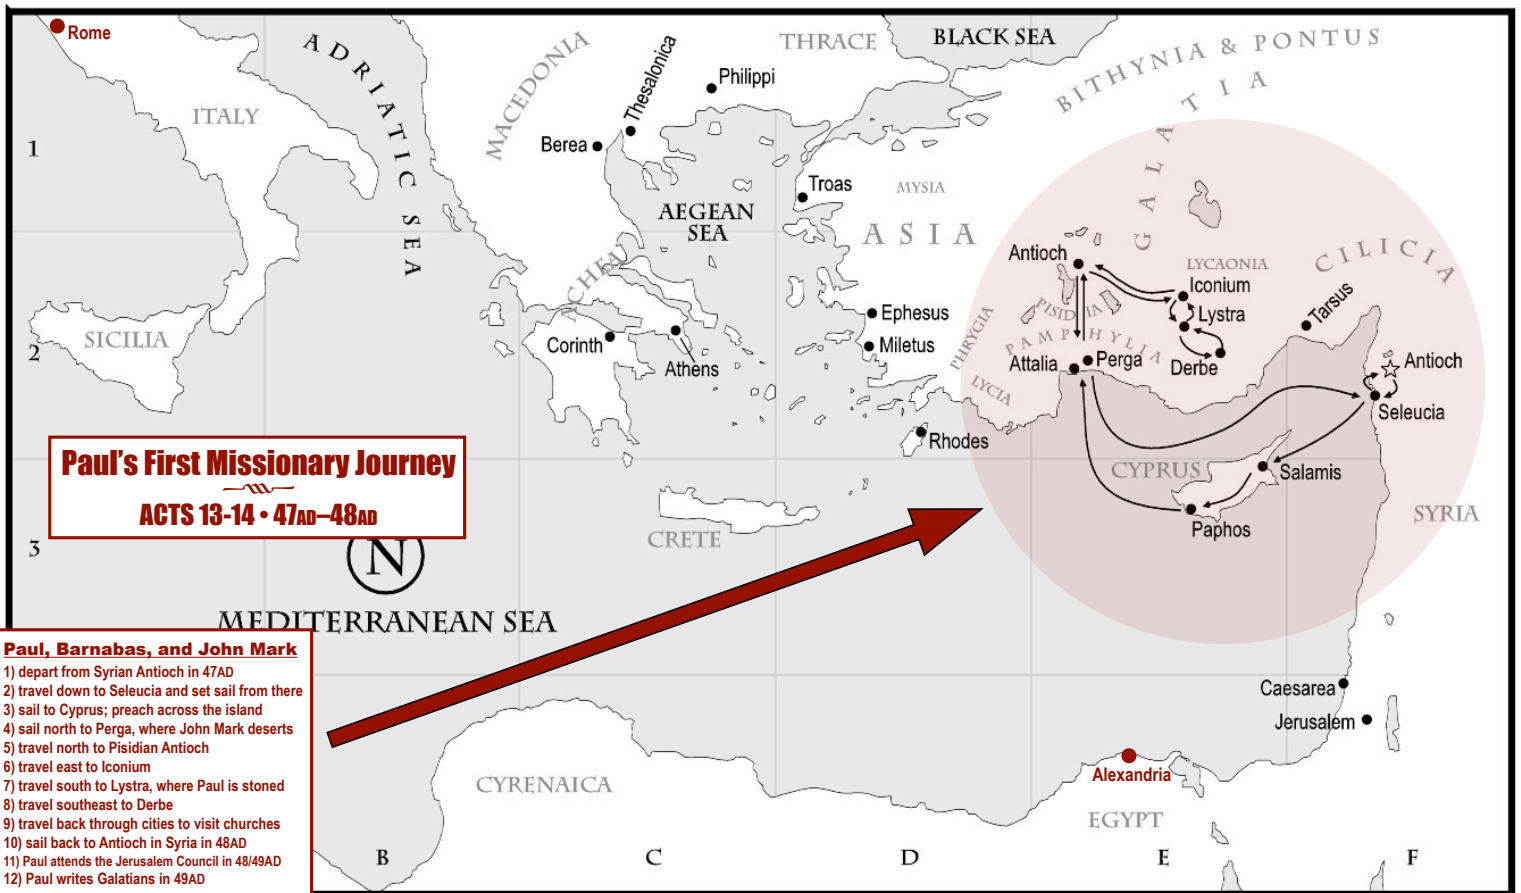 Rome
ADRIATIC SEA
ITALY
MACEDONIA
Thesalonica
Philippi
THRACE
BLACK SEA
BITHYNIA & PONTUS
GALATIA
1
Berea
Troas
MYSIA
AEGEAN
SEA
ASIA
ACHEA
Antioch
LYCAONIA
Iconium
CILICIA
PISIDIA
Lystra
Tarsus
Ephesus
PHRYGIA
PAMPHYLIA
SICILIA
2
Corinth
Miletus
Athens
Attalia
Perga
Derbe
Antioch
LYCIA
Seleucia
Rhodes
Paul's First Missionary Journey
ACTS 13-14 • 47AD–48AD
CYPRUS
Salamis
SYRIA
Paphos
CRETE
3
N
MEDITERRANEAN SEA
Paul, Barnabas, and John Mark
1) depart from Syrian Antioch in 47AD
2) travel down to Seleucia and set sail from there
3) sail to Cyprus; preach across the island
4) sail north to Perga, where John Mark deserts
5) travel north to Pisidian Antioch
6) travel east to Iconium
7) travel south to Lystra, where Paul is stoned
8) travel southeast to Derbe
9) travel back through cities to visit churches
10) sail back to Antioch in Syria in 48AD
11) Paul attends the Jerusalem Council in 48/49AD
12) Paul writes Galatians in 49AD
Caesarea
Jerusalem
Alexandria
CYRENAICA
EGYPT
B
C
D
E
F